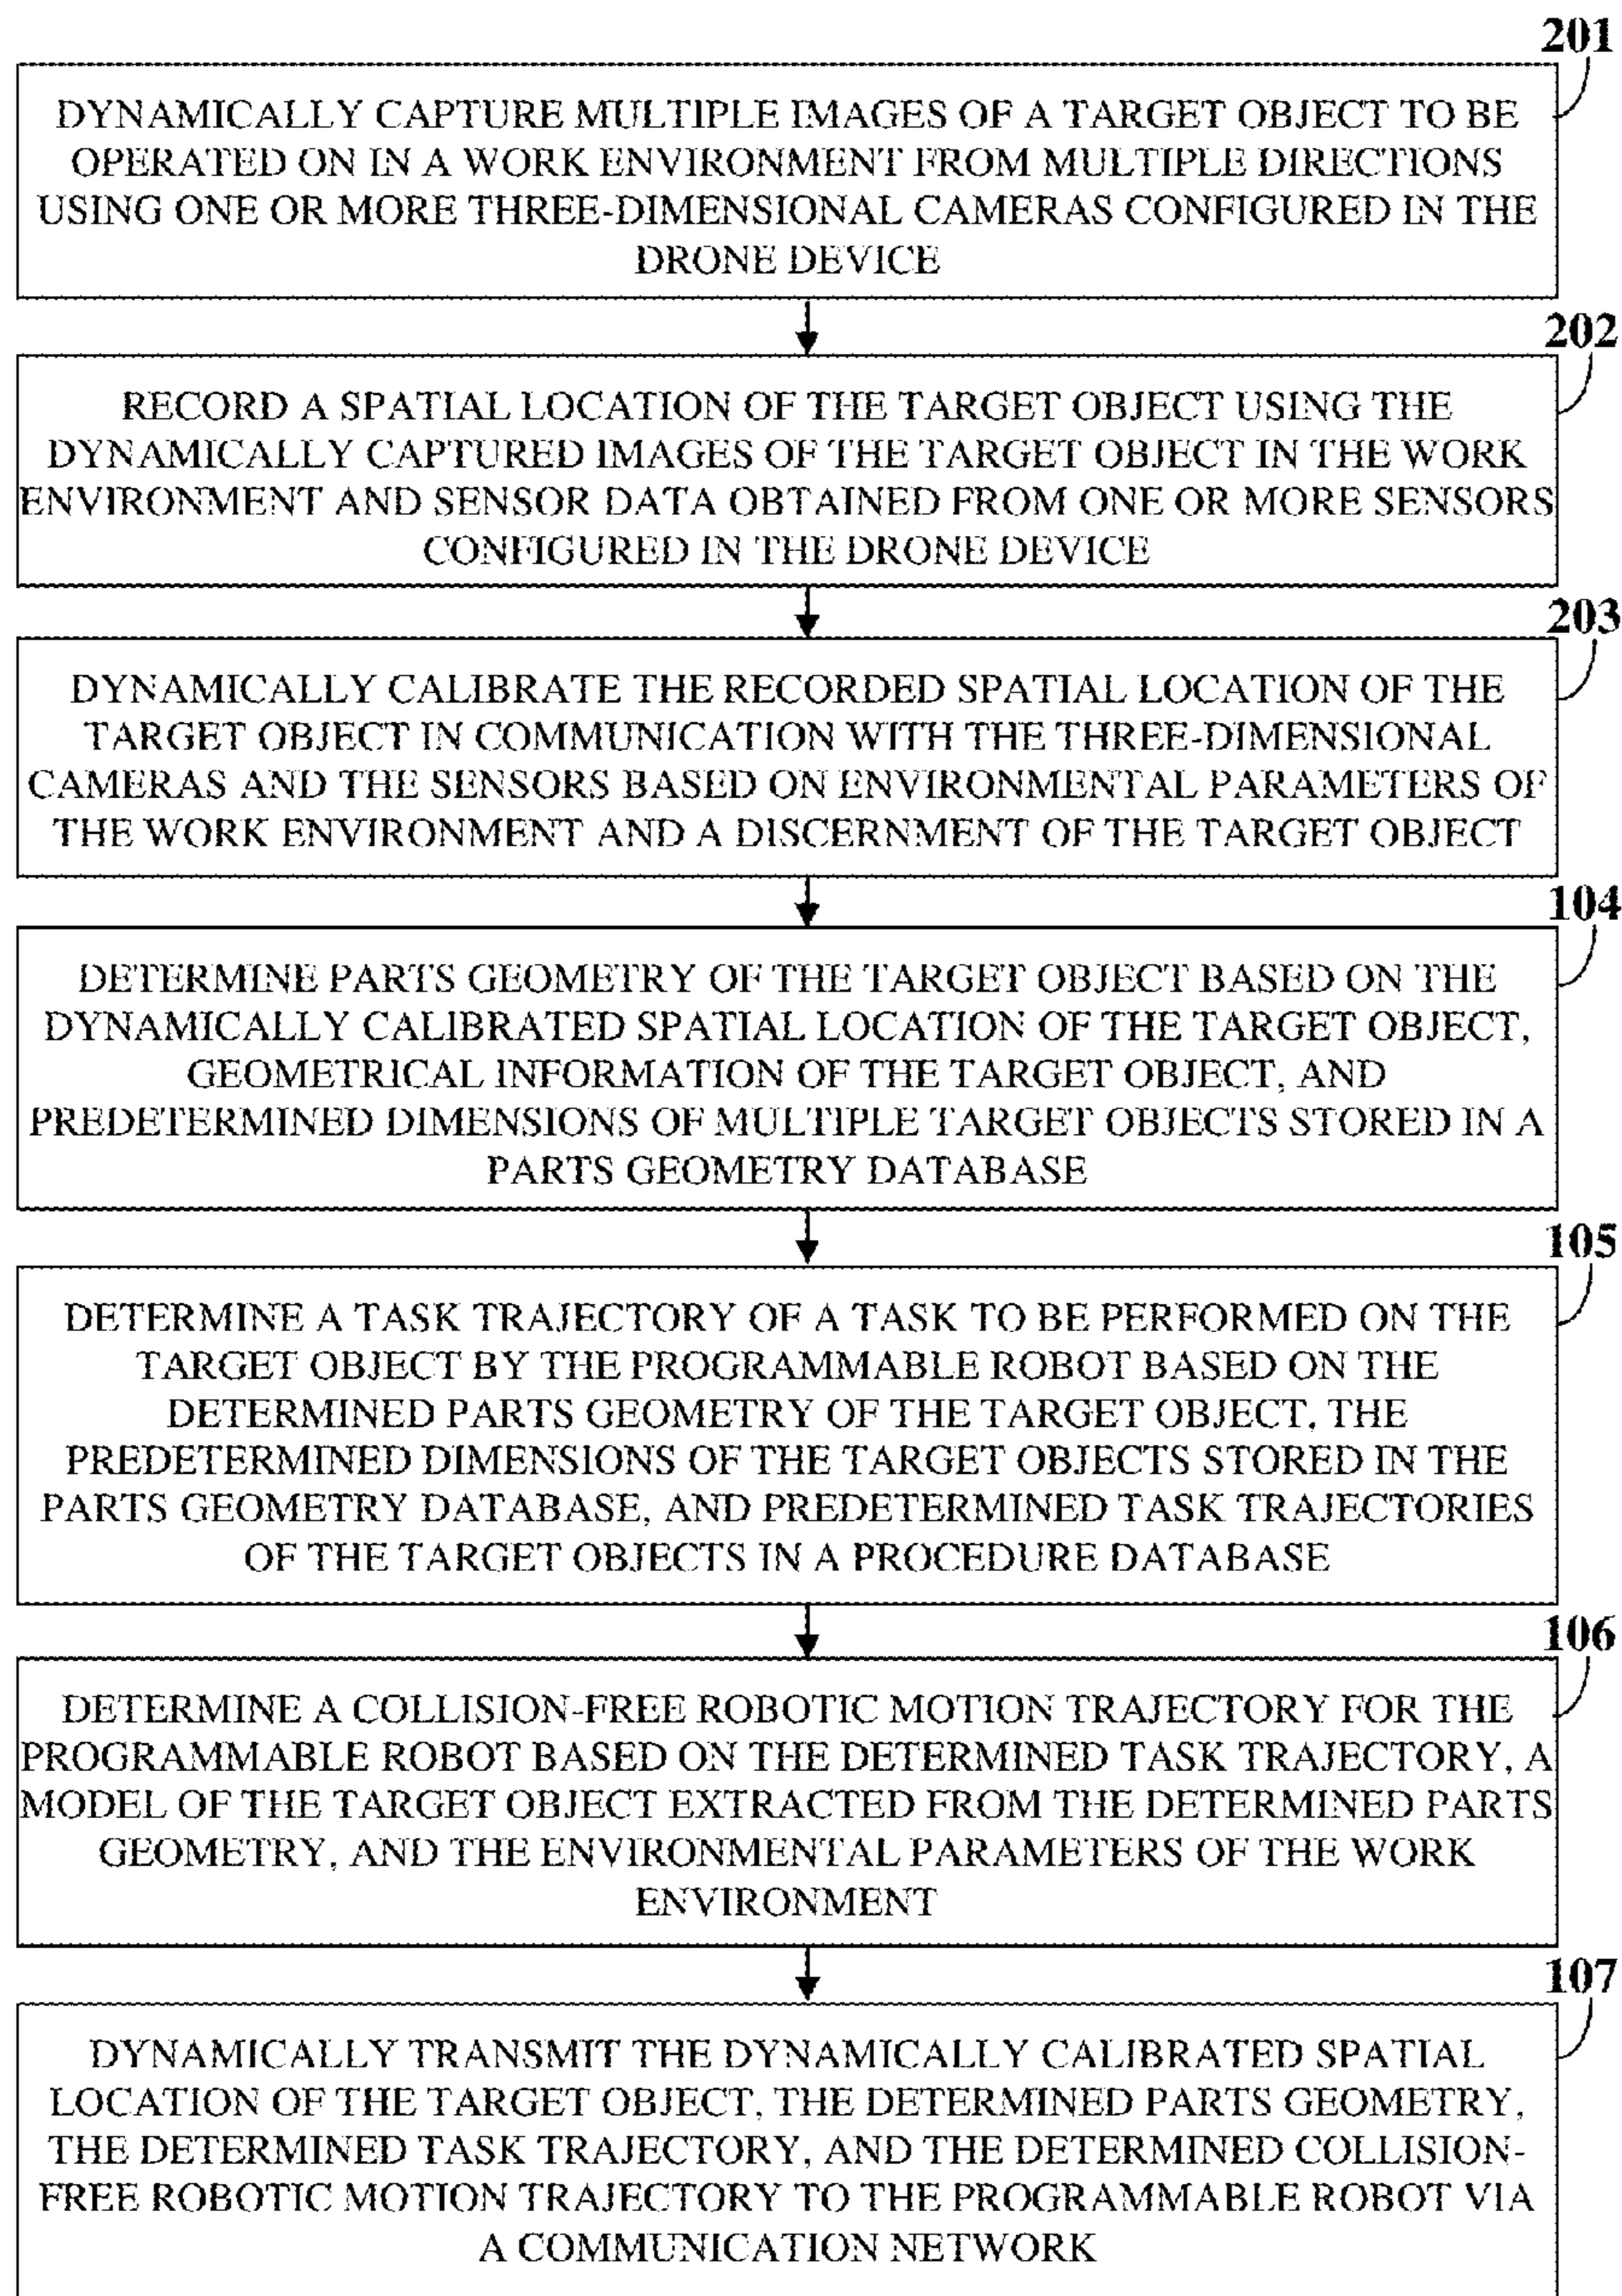 201
DYNAMICALLY CAPTURE MULTIPLE IMAGES OF A TARGET OBJECT TO BE
OPERATED ON IN A WORK ENVIRONMENT FROM MULTIPLE DIRECTIONS
USING ONE OR MORE THREE-DIMENSIONAL CAMERAS CONFIGURED IN THE
DRONE DEVICE
202
RECORD A SPATIAL LOCATION OF THE TARGET OBJECT USING THE
DYNAMICALLY CAPTURED IMAGES OF THE TARGET OBJECT IN THE WORK
ENVIRONMENT AND SENSOR DATA OBTAINED FROM ONE OR MORE SENSORS
CONFIGURED IN THE DRONE DEVICE
203
DYNAMICALLY CALIBRATE THE RECORDED SPATIAL LOCATION OF THE
TARGET OBJECT IN COMMUNICATION WITH THE THREE-DIMENSIONAL
CAMERAS AND THE SENSORS BASED ON ENVIRONMENTAL PARAMETERS OF
THE WORK ENVIRONMENT AND A DISCERNMENT OF THE TARGET OBJECT
104
DETERMINE PARTS GEOMETRY OF THE TARGET OBJECT BASED ON THE
DYNAMICALLY CALIBRATED SPATIAL LOCATION OF THE TARGET OBJECT,
GEOMETRICAL INFORMATION OF THE TARGET OBJECT, AND
PREDETERMINED DIMENSIONS OF MULTIPLE TARGET OBJECTS STORED IN A
PARTS GEOMETRY DATABASE
105
DETERMINE A TASK TRAJECTORY OF A TASK TO BE PERFORMED ON THE
TARGET OBJECT BY THE PROGRAMMABLE ROBOT BASED ON THE
DETERMINED PARTS GEOMETRY OF THE TARGET OBJECT, THE
PREDETERMINED DIMENSIONS OF THE TARGET OBJECTS STORED IN THE
PARTS GEOMETRY DATABASE, AND PREDETERMINED TASK TRAJECTORIES
OF THE TARGET OBJECTS IN A PROCEDURE DATABASE
106
DETERMINE A COLLISION-FREE ROBOTIC MOTION TRAJECTORY FOR THE
PROGRAMMABLE ROBOT BASED ON THE DETERMINED TASK TRAJECTORY, A
MODEL OF THE TARGET OBJECT EXTRACTED FROM THE DETERMINED PARTS
GEOMETRY, AND THE ENVIRONMENTAL PARAMETERS OF THE WORK
ENVIRONMENT
107
DYNAMICALLY TRANSMIT THE DYNAMICALLY CALIBRATED SPATIAL
LOCATION OF THE TARGET OBJECT, THE DETERMINED PARTS GEOMETRY,
THE DETERMINED TASK TRAJECTORY, AND THE DETERMINED COLLISION-
FREE ROBOTIC MOTION TRAJECTORY TO THE PROGRAMMABLE ROBOT VIA
A COMMUNICATION NETWORK